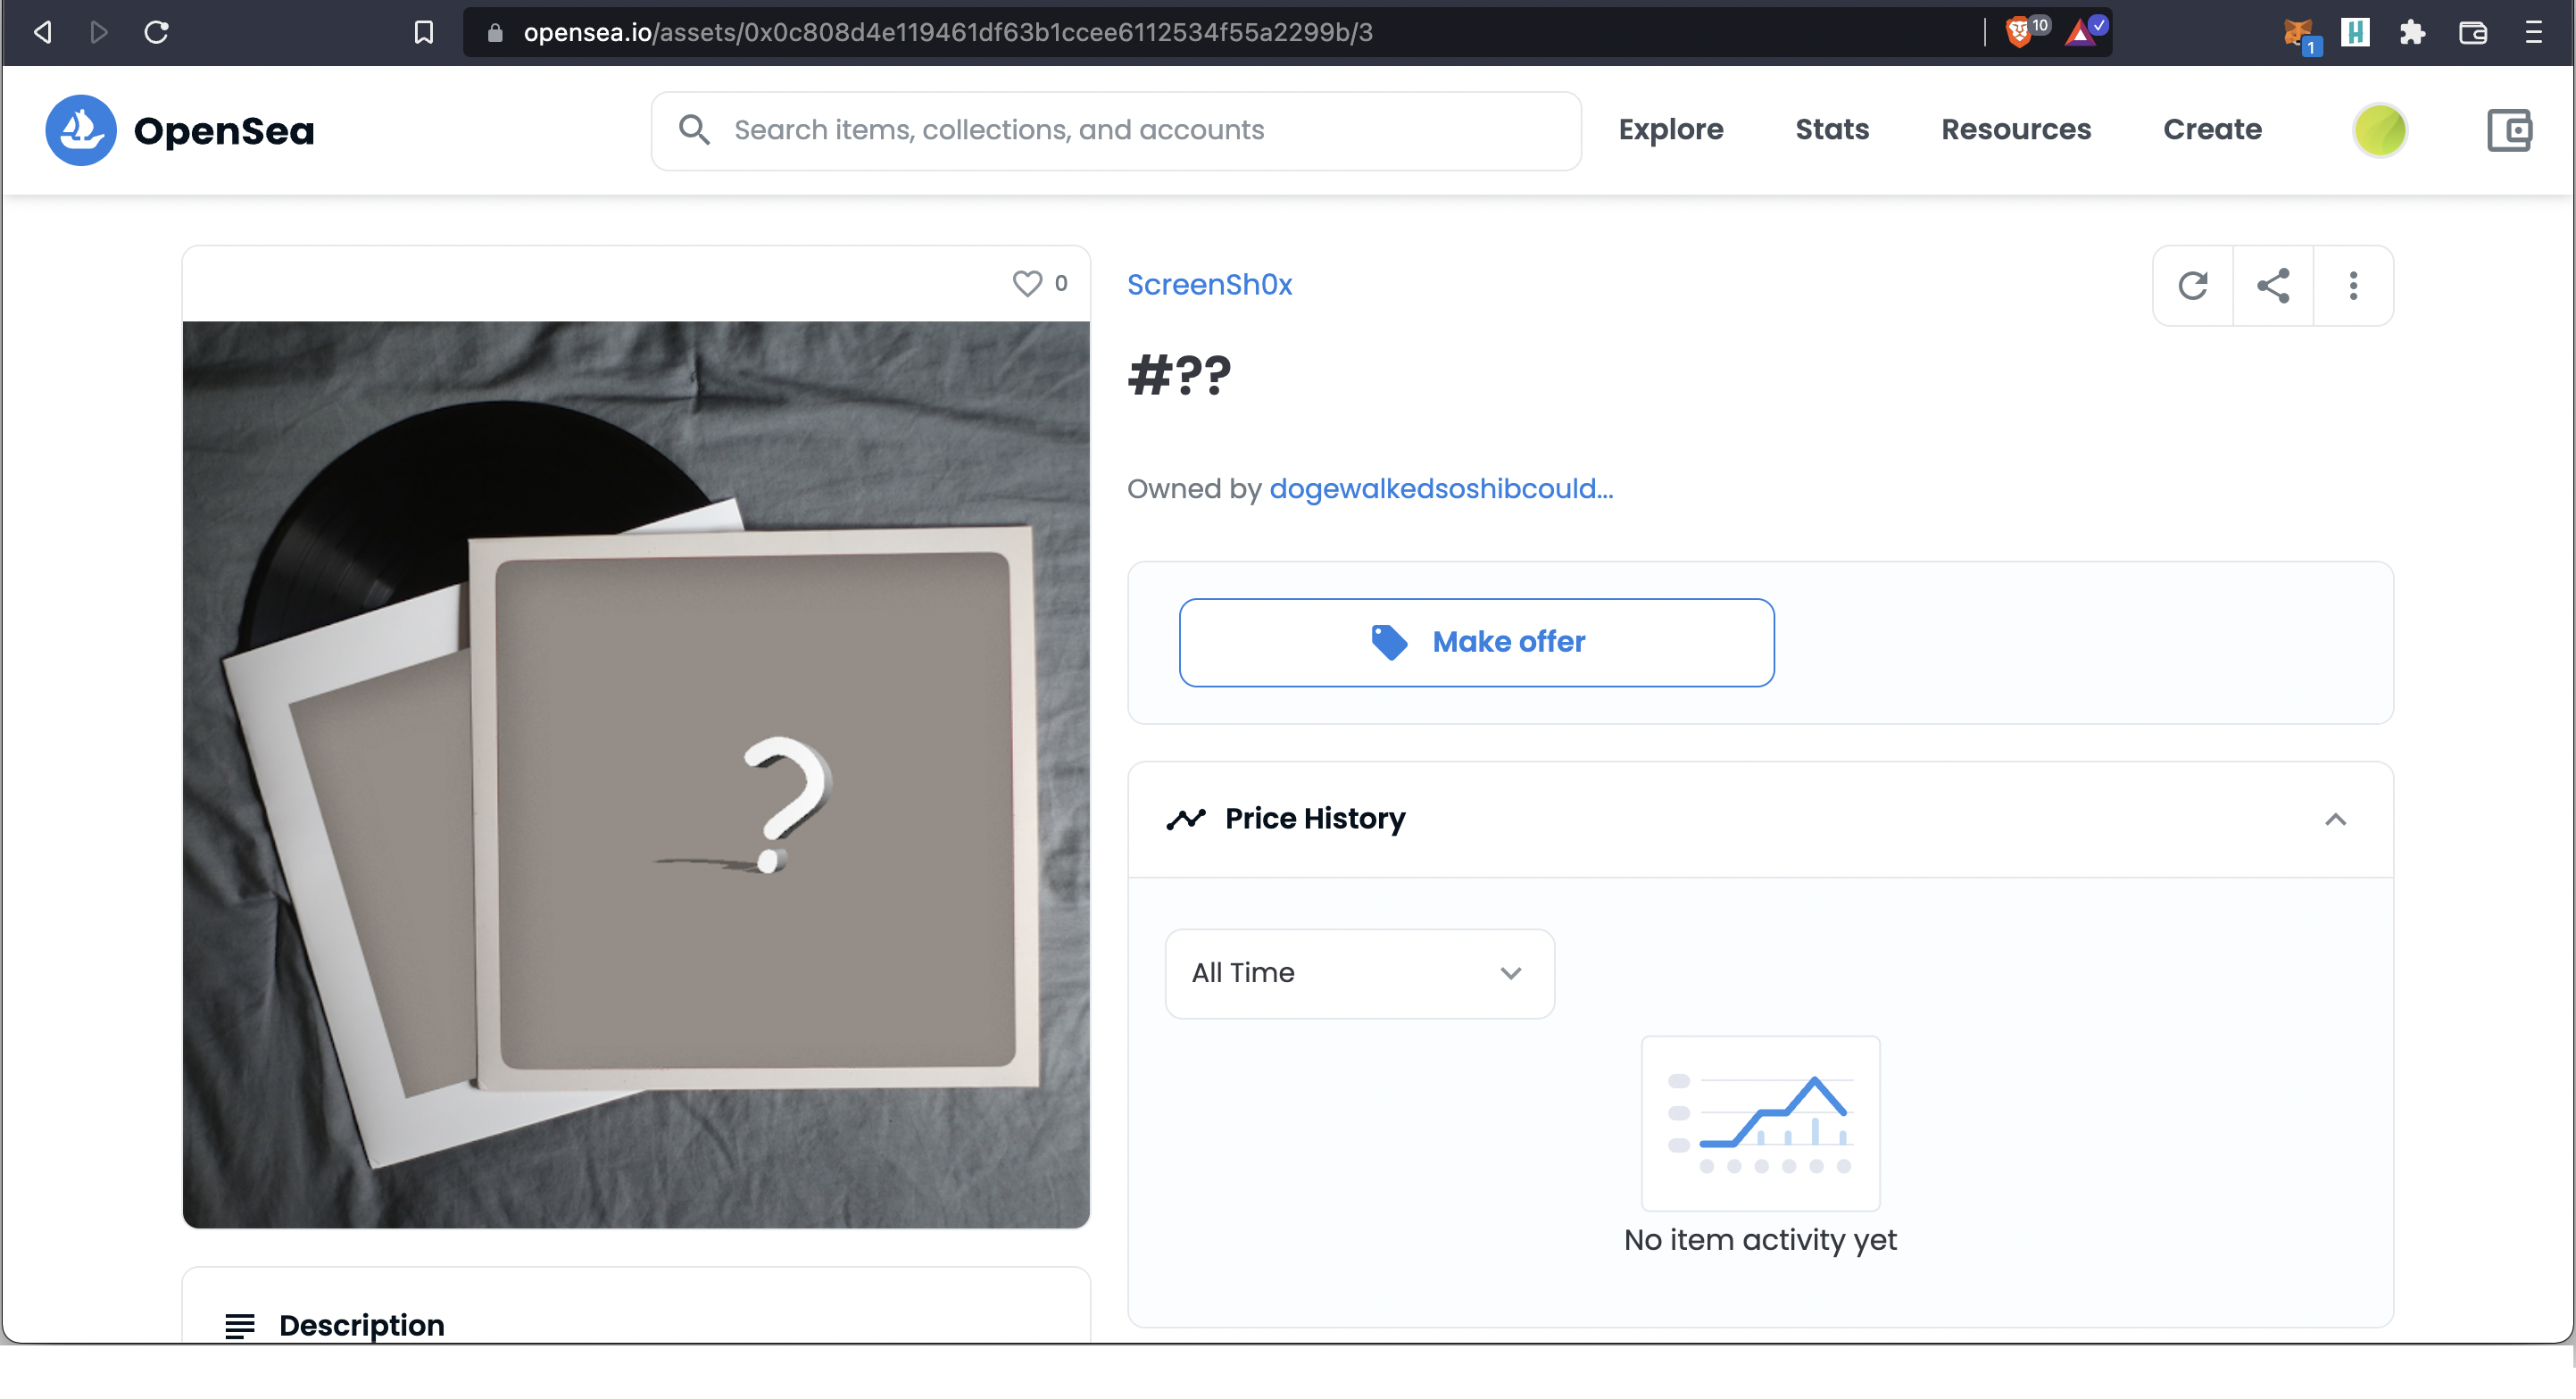 opensea.io/assets/0x0c808d4e119461df63b1ccee6112534f55a2299b/3
10
1
H
OpenSea
Search items, collections, and accounts
Explore
Stats
Resources
Create
0
ScreenSh0x
#??
Owned by dogewalkedsoshibcould...
Make offer
?
Price History
All Time
No item activity yet
Description